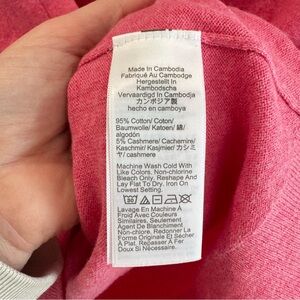 Made In Cambodia
Fabriqué Au Cambodge
Hergestellt In
Kambodscha
Vervaardigd In Cambodja
カンボジア製
hecho en camboya
95% Cotton/ Coton/
Baumwolle/ Katoen/ 綿/
algodón
5% Cashmere/ Cachemire/
Kaschmir/ Kasjmier/ カシミ
ヤ/ cashmere
Machine Wash Cold With
Like Colors. Non-chlorine
Bleach Only. Reshape And
Lay Flat To Dry. Iron On
Lowest Setting.
Lavage En Machine À
Froid Avec Couleurs
Similaires, Seulement
Agent De Blanchiment Non
Chloré, Redonner La
Forme Originale Et Sécher
À Plat, Repasser À Fer
Doux Si Nécessaire.